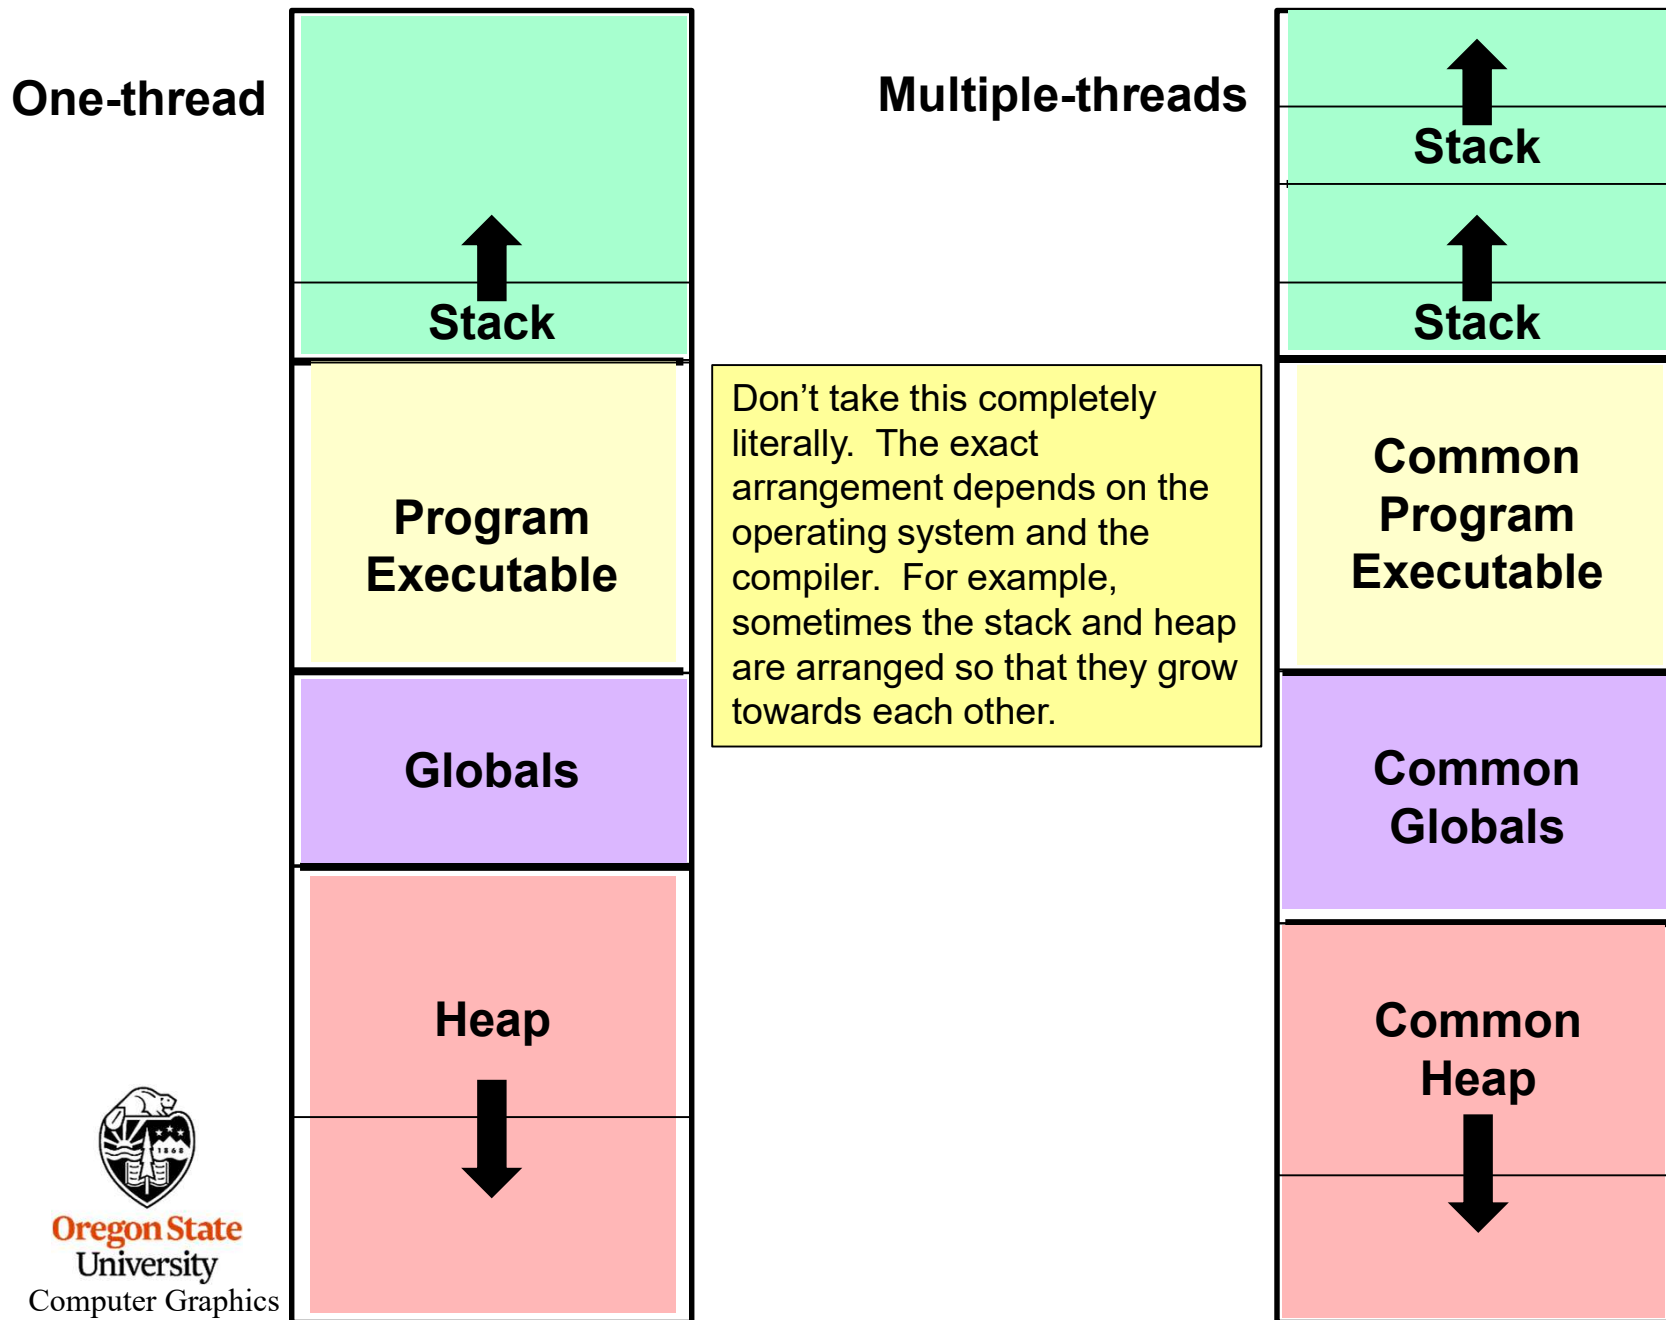 One-thread
Stack
Program
Executable
Globals
Heap
Don’t take this completely
literally.  The exact
arrangement depends on the
operating system and the
compiler.  For example,
sometimes the stack and heap
are arranged so that they grow
towards each other.
Multiple-threads
Stack
Stack
Common
Program
Executable
Common
Globals
Common
Heap
1868
Oregon State
University
Computer Graphics